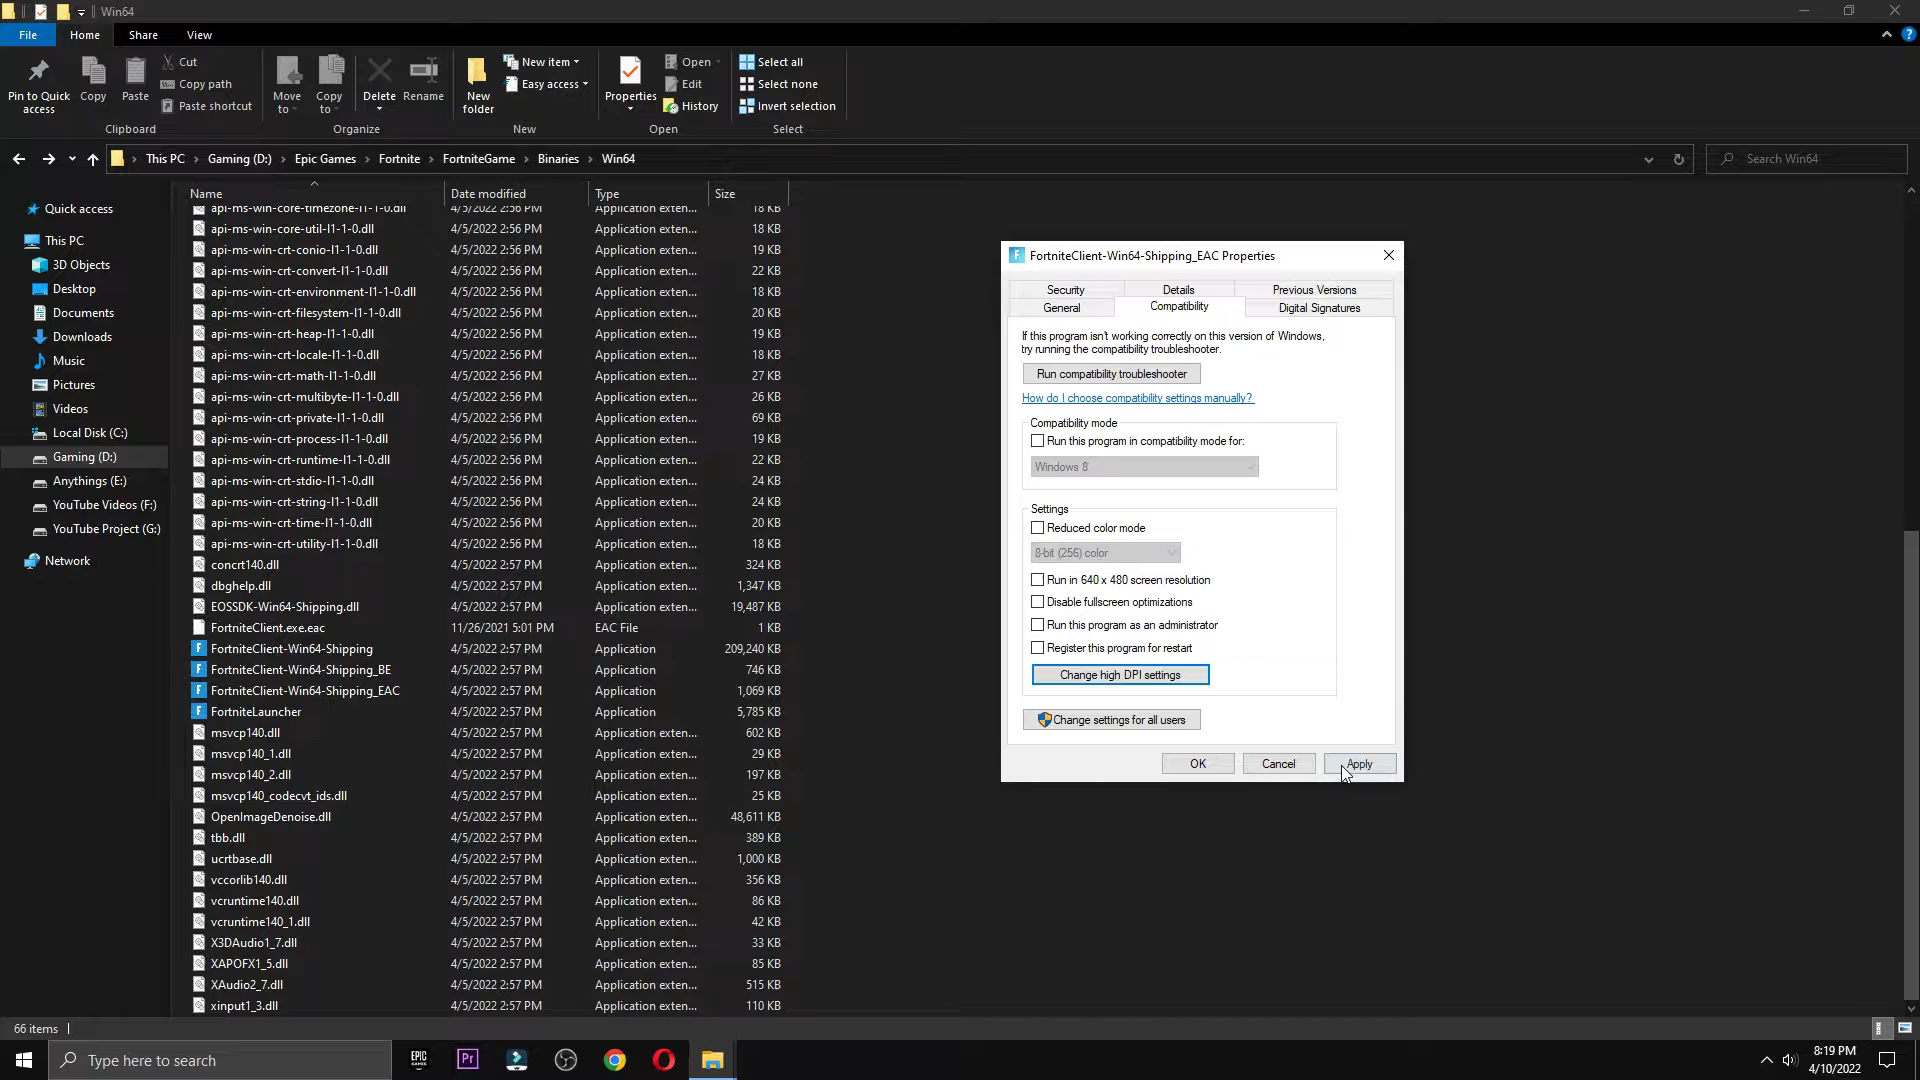 Win64
File
Home
Share
View
Pin to Quick access
Copy
Paste
Cut
Copy path
Paste shortcut
Clipboard
Move to
Copy to
Delete
Rename
Organize
New folder
New item
Easy access
New
Properties
Open
Edit
History
Open
Select all
Select none
Invert selection
Select
This PC
Gaming (D:)
Epic Games
Fortnite
FortniteGame
Binaries
Win64
Search Win64
Quick access
This PC
3D Objects
Desktop
Documents
Downloads
Music
Pictures
Videos
Local Disk (C:)
Gaming (D:)
Anythings (E:)
YouTube Videos (F:)
YouTube Project (G:)
Network
Name Date modified Type Size
api-ms-win-core-timezone-l1-1-0.dll 4/5/2022 2:56 PM Application exten... 18 KB
api-ms-win-core-util-l1-1-0.dll 4/5/2022 2:56 PM Application exten... 18 KB
api-ms-win-crt-conio-l1-1-0.dll 4/5/2022 2:56 PM Application exten... 19 KB
api-ms-win-crt-convert-l1-1-0.dll 4/5/2022 2:56 PM Application exten... 22 KB
api-ms-win-crt-environment-l1-1-0.dll 4/5/2022 2:56 PM Application exten... 18 KB
api-ms-win-crt-filesystem-l1-1-0.dll 4/5/2022 2:56 PM Application exten... 20 KB
api-ms-win-crt-heap-l1-1-0.dll 4/5/2022 2:56 PM Application exten... 19 KB
api-ms-win-crt-locale-l1-1-0.dll 4/5/2022 2:56 PM Application exten... 18 KB
api-ms-win-crt-math-l1-1-0.dll 4/5/2022 2:56 PM Application exten... 27 KB
api-ms-win-crt-multibyte-l1-1-0.dll 4/5/2022 2:56 PM Application exten... 26 KB
api-ms-win-crt-private-l1-1-0.dll 4/5/2022 2:56 PM Application exten... 69 KB
api-ms-win-crt-process-l1-1-0.dll 4/5/2022 2:56 PM Application exten... 19 KB
api-ms-win-crt-runtime-l1-1-0.dll 4/5/2022 2:56 PM Application exten... 22 KB
api-ms-win-crt-stdio-l1-1-0.dll 4/5/2022 2:56 PM Application exten... 24 KB
api-ms-win-crt-string-l1-1-0.dll 4/5/2022 2:56 PM Application exten... 24 KB
api-ms-win-crt-time-l1-1-0.dll 4/5/2022 2:56 PM Application exten... 20 KB
api-ms-win-crt-utility-l1-1-0.dll 4/5/2022 2:56 PM Application exten... 18 KB
concrt140.dll 4/5/2022 2:57 PM Application exten... 324 KB
dbghelp.dll 4/5/2022 2:57 PM Application exten... 1,347 KB
EOSSDK-Win64-Shipping.dll 4/5/2022 2:57 PM Application exten... 19,487 KB
FortniteClient.exe.eac 11/26/2021 5:01 PM EAC File 1 KB
FortniteClient-Win64-Shipping 4/5/2022 2:57 PM Application 209,240 KB
FortniteClient-Win64-Shipping_BE 4/5/2022 2:57 PM Application 746 KB
FortniteClient-Win64-Shipping_EAC 4/5/2022 2:57 PM Application 1,069 KB
FortniteLauncher 4/5/2022 2:57 PM Application 5,785 KB
msvcp140.dll 4/5/2022 2:57 PM Application exten... 602 KB
msvcp140_1.dll 4/5/2022 2:57 PM Application exten... 29 KB
msvcp140_2.dll 4/5/2022 2:57 PM Application exten... 197 KB
msvcp140_codecvt_ids.dll 4/5/2022 2:57 PM Application exten... 25 KB
OpenImageDenoise.dll 4/5/2022 2:57 PM Application exten... 48,611 KB
tbb.dll 4/5/2022 2:57 PM Application exten... 389 KB
ucrtbase.dll 4/5/2022 2:57 PM Application exten... 1,000 KB
vccorlib140.dll 4/5/2022 2:57 PM Application exten... 356 KB
vcruntime140.dll 4/5/2022 2:57 PM Application exten... 86 KB
vcruntime140_1.dll 4/5/2022 2:57 PM Application exten... 42 KB
X3DAudio1_7.dll 4/5/2022 2:57 PM Application exten... 33 KB
XAPOFX1_5.dll 4/5/2022 2:57 PM Application exten... 85 KB
XAudio2_7.dll 4/5/2022 2:57 PM Application exten... 515 KB
xinput1_3.dll 4/5/2022 2:57 PM Application exten... 110 KB
FortniteClient-Win64-Shipping_EAC Properties
Security Details Previous Versions
General Compatibility Digital Signatures
If this program isn't working correctly on this version of Windows,
try running the compatibility troubleshooter.
Run compatibility troubleshooter
How do I choose compatibility settings manually?
Compatibility mode
Run this program in compatibility mode for:
Windows 8
Settings
Reduced color mode
8-bit (256) color
Run in 640 x 480 screen resolution
Disable fullscreen optimizations
Run this program as an administrator
Register this program for restart
Change high DPI settings
Change settings for all users
OK Cancel Apply
66 items
Type here to search
EPIC GAMES
Pr
8:19 PM
4/10/2022